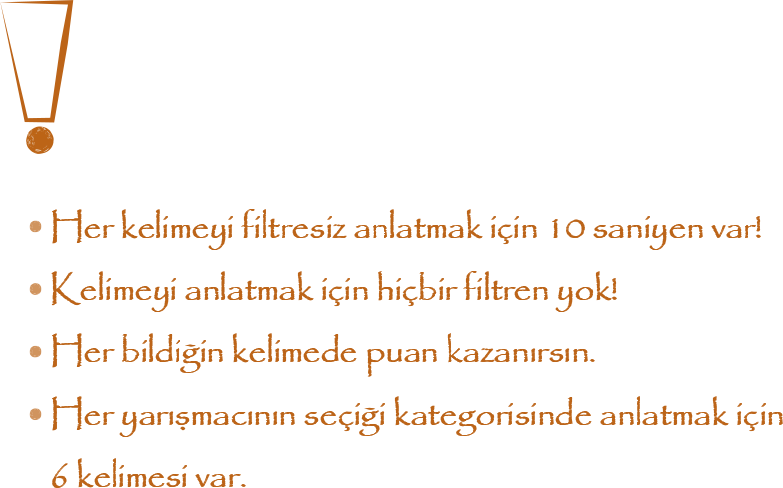 !
• Her kelimeyi filtresiz anlatmak için 10 saniyen var!
• Kelimeyi anlatmak için hiçbir filtren yok!
• Her bildiğin kelimede puan kazanırsın.
• Her yarışmacının seçiği kategorisinde anlatmak için
6 kelimesi var.